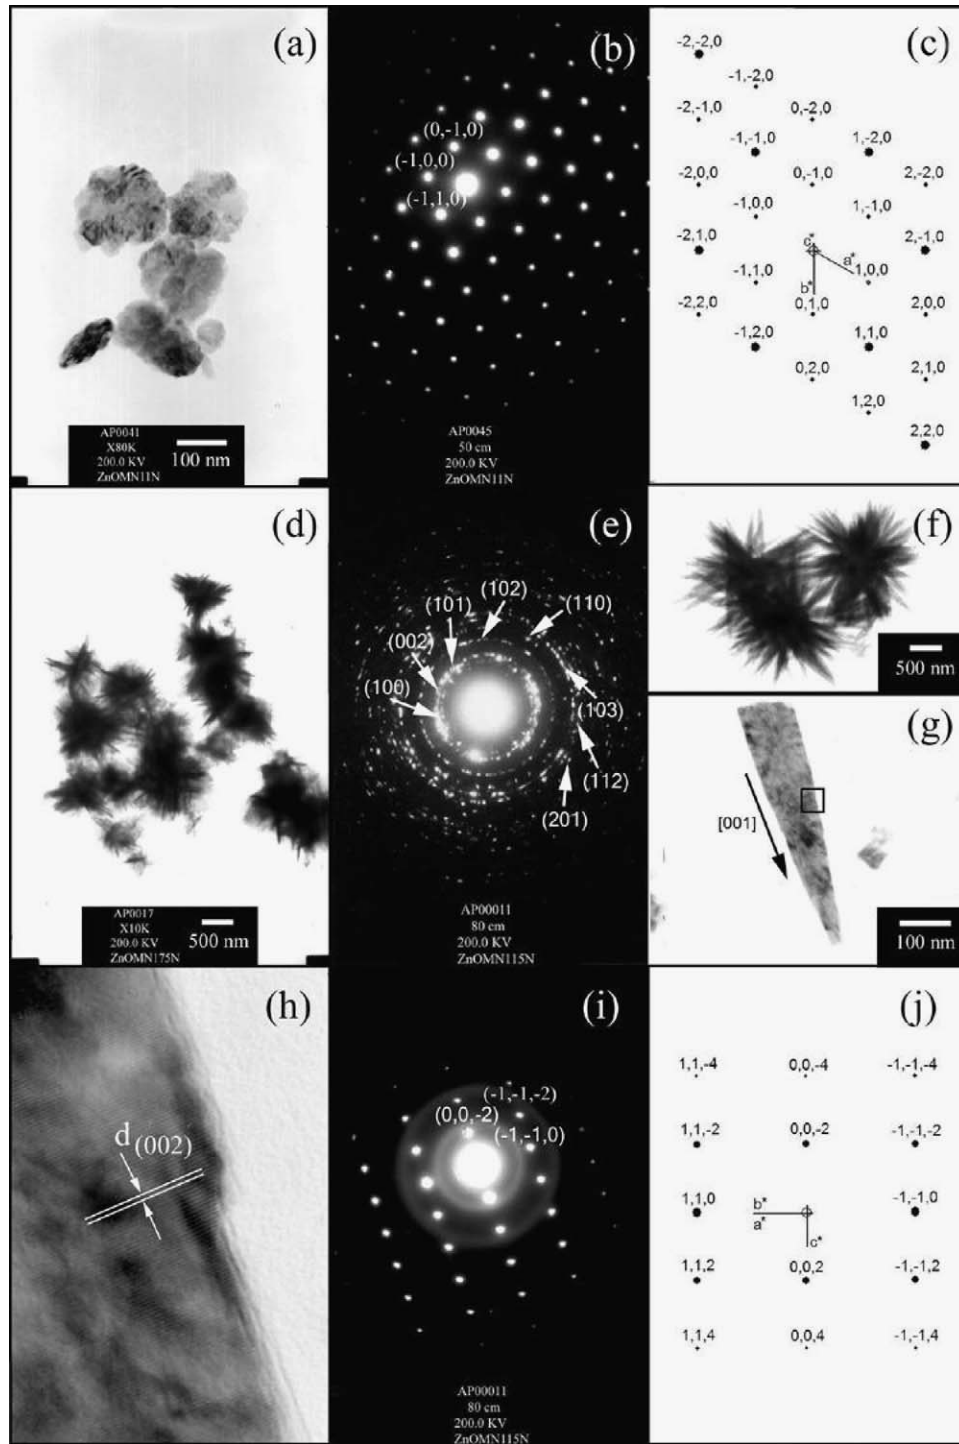 (a)
AP0041
X80K
200.0 KV
ZnOMN11N
100 nm
(b)
(0,-1,0)
(-1,0,0)
(-1,1,0)
AP0045
50 cm
200.0 KV
ZnOMN11N
(c)
-2,-2,0
-1,-2,0
-2,-1,0
0,-2,0
-1,-1,0
1,-2,0
-2,0,0
0,-1,0
2,-2,0
-1,0,0
1,-1,0
-2,1,0
c*
2,-1,0
a*
-1,1,0
1,0,0
b*
-2,2,0
0,1,0
2,0,0
-1,2,0
1,1,0
0,2,0
2,1,0
1,2,0
2,2,0
(d)
AP0017
X10K
200.0 KV
ZnOMN175N
500 nm
(e)
(102)
(101)
(110)
(002)
(100)
(103)
(112)
(201)
AP00011
80 cm
200.0 KV
ZnOMN115N
(f)
500 nm
(g)
[001]
100 nm
(h)
d(002)
(i)
(-1,-1,-2)
(0,0,-2)
(-1,-1,0)
AP00011
80 cm
200.0 KV
ZnOMN115N
(j)
1,1,-4
0,0,-4
-1,-1,-4
1,1,-2
0,0,-2
-1,-1,-2
1,1,0
b*
a*
-1,-1,0
c*
1,1,2
0,0,2
-1,-1,2
1,1,4
0,0,4
-1,-1,4